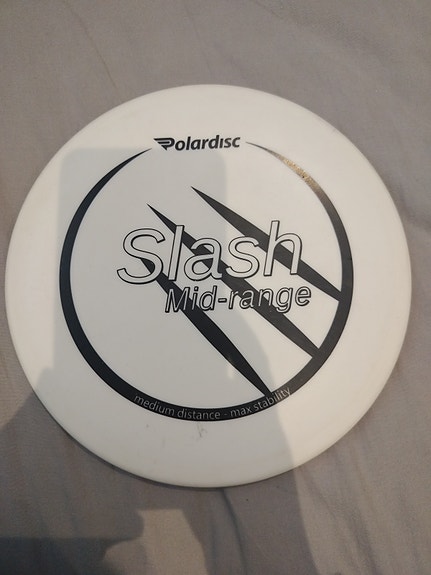 Polardisc
Slash
Mid-range
medium distance - max stability